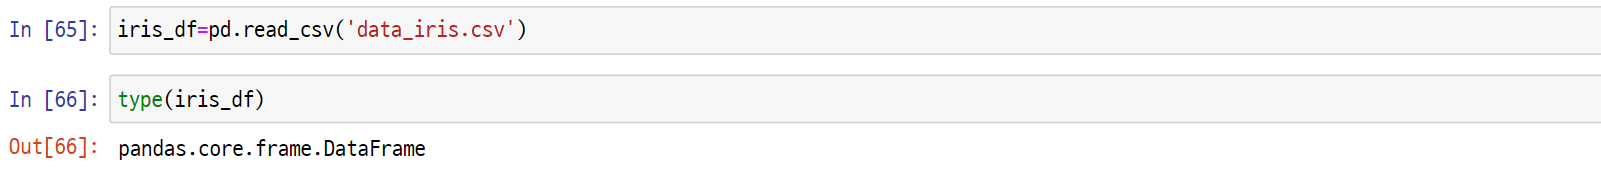 In [65]: iris_df=pd.read_csv('data_iris.csv')
In [66]: type(iris_df)
Out[66]: pandas.core.frame.DataFrame